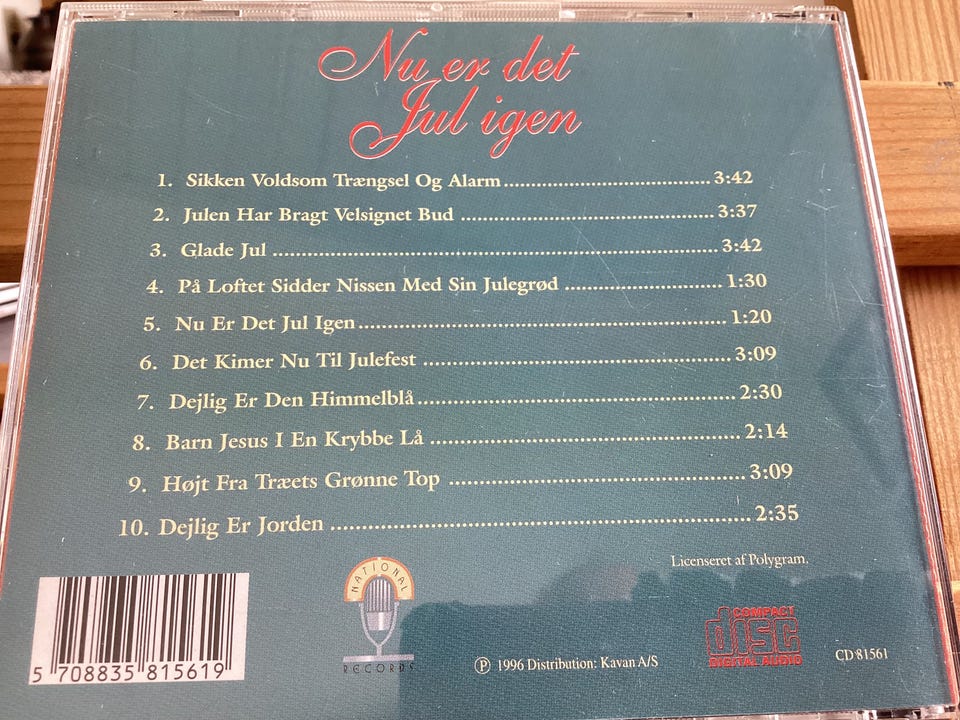 Nu er det
Jul igen
1. Sikken Voldsom Trængsel Og Alarm 3:42
2. Julen Har Bragt Velsignet Bud 3:37
3. Glade Jul 3:42
4. På Loftet Sidder Nissen Med Sin Julegrød 1:30
5. Nu Er Det Jul Igen 1:20
6. Det Kimer Nu Til Julefest 3:09
7. Dejlig Er Den Himmelblå 2:30
8. Barn Jesus I En Krybbe Lå 2:14
9. Højt Fra Træets Grønne Top 3:09
10. Dejlig Er Jorden 2:35
Licenseret af Polygram.
NATIONAL
RECORDS
5 708835 815619
℗ 1996 Distribution: Kavan A/S
COMPACT
disc
DIGITAL AUDIO
CD 81561